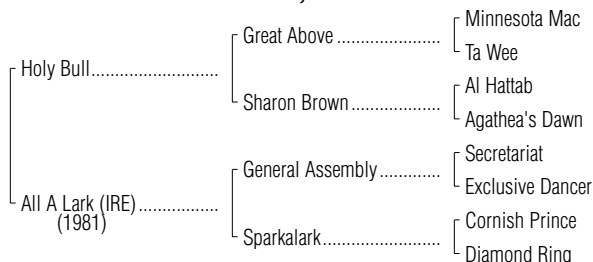 Minnesota Mac
Great Above ....................
Ta Wee
Holy Bull.........................
Al Hattab
Sharon Brown .................
Agathea's Dawn
Secretariat
General Assembly.............
Exclusive Dancer
All A Lark (IRE) ................
(1981)
Cornish Prince
Sparkalark.......................
Diamond Ring